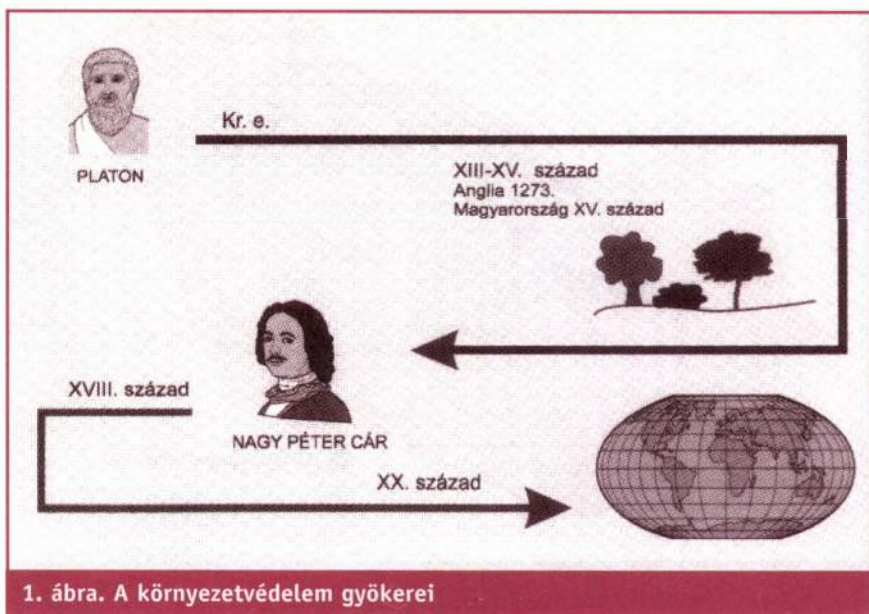 Kr. e.
PLATON
XIII-XV. század
Anglia 1273.
Magyarország XV. század
XVIII. század
NAGY PÉTER CÁR
XX. század
1. ábra. A környezetvédelem gyökerei